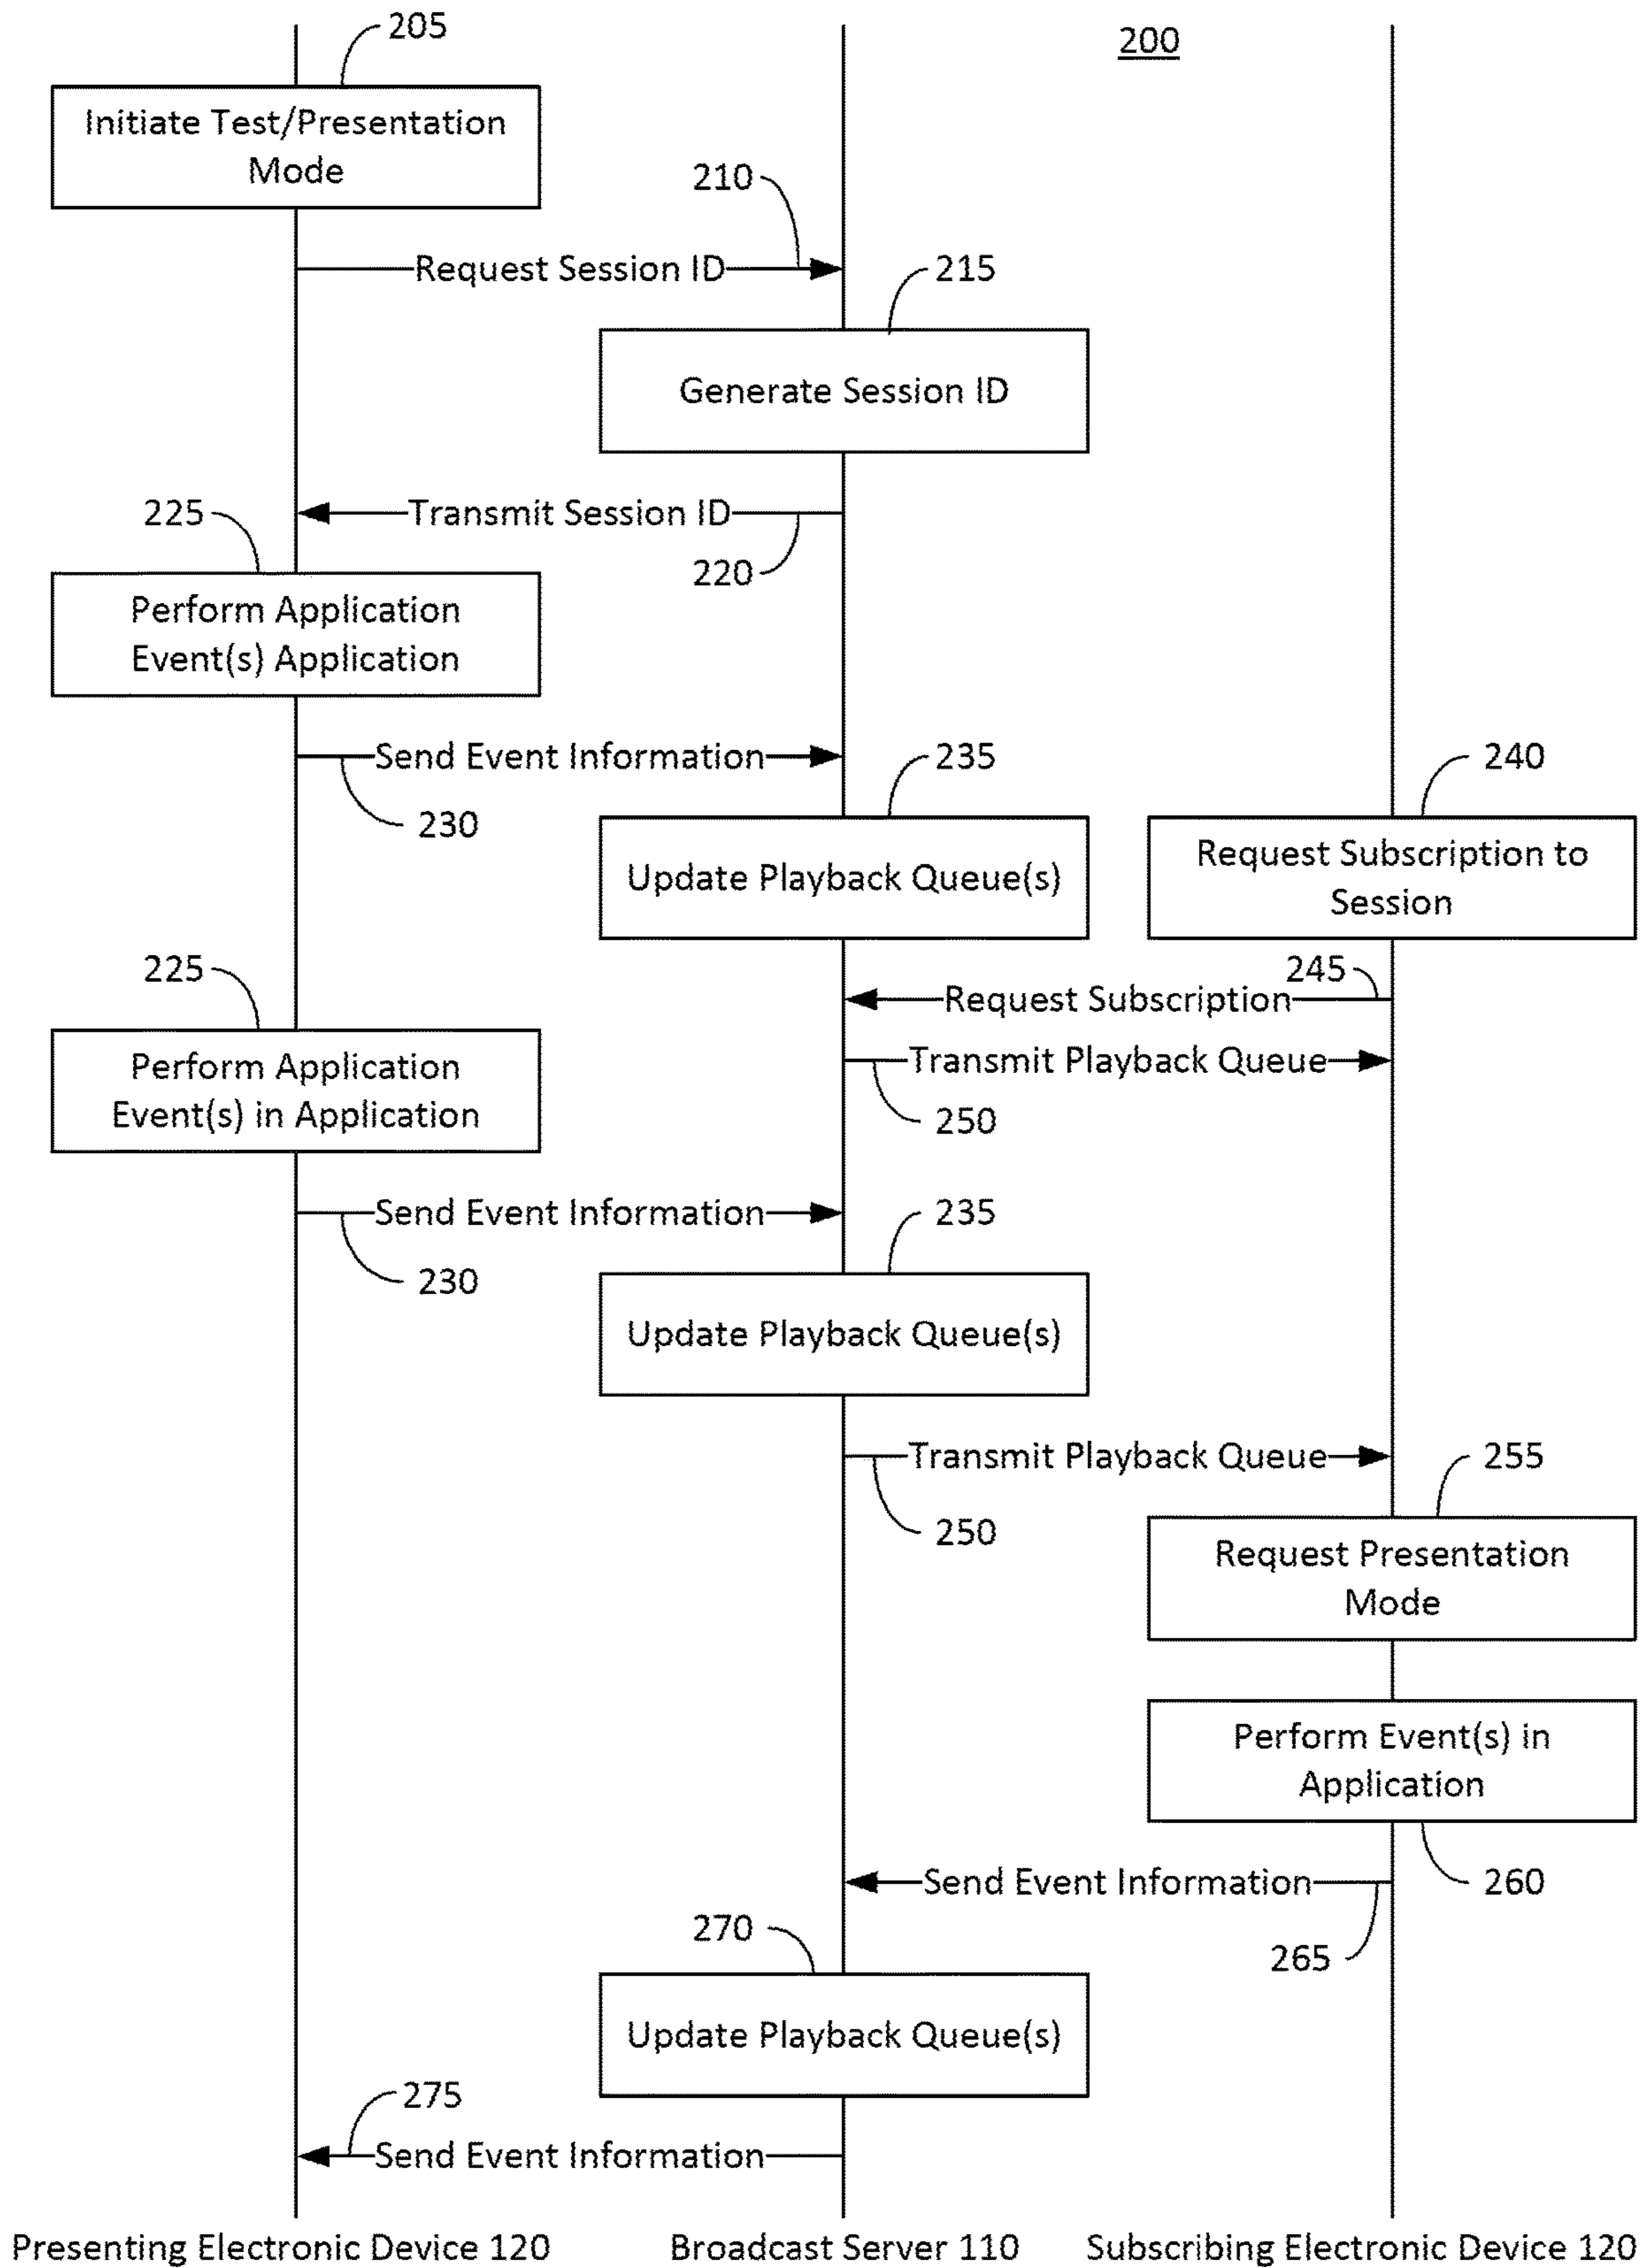 205
200
Initiate Test/Presentation
Mode
210
Request Session ID
215
Generate Session ID
225
Transmit Session ID
220
Perform Application
Event(s) Application
Send Event Information
235
240
230
Update Playback Queue(s)
Request Subscription to
Session
225
245
Request Subscription
Perform Application
Event(s) in Application
Transmit Playback Queue
250
Send Event Information
235
230
Update Playback Queue(s)
Transmit Playback Queue
255
250
Request Presentation
Mode
Perform Event(s) in
Application
Send Event Information
260
270
265
Update Playback Queue(s)
275
Send Event Information
Presenting Electronic Device 120
Broadcast Server 110
Subscribing Electronic Device 120